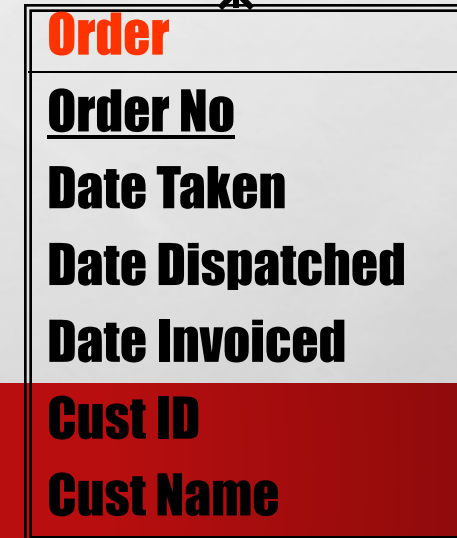 Order
Order No
Date Taken
Date Dispatched
Date Invoiced
Cust ID
Cust Name